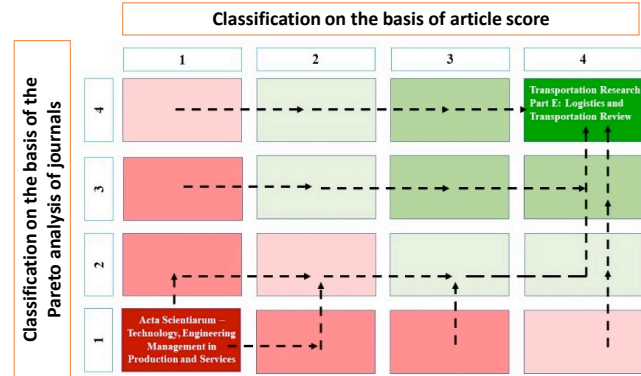 Classification on the basis of article score
Classification on the basis of the
Pareto analysis of journals
1
2
3
4
4
Transportation Research
Part E: Logistics and
Transportation Review
3
2
1
Acta Scientiarum –
Technology, Engineering
Management in
Production and Services